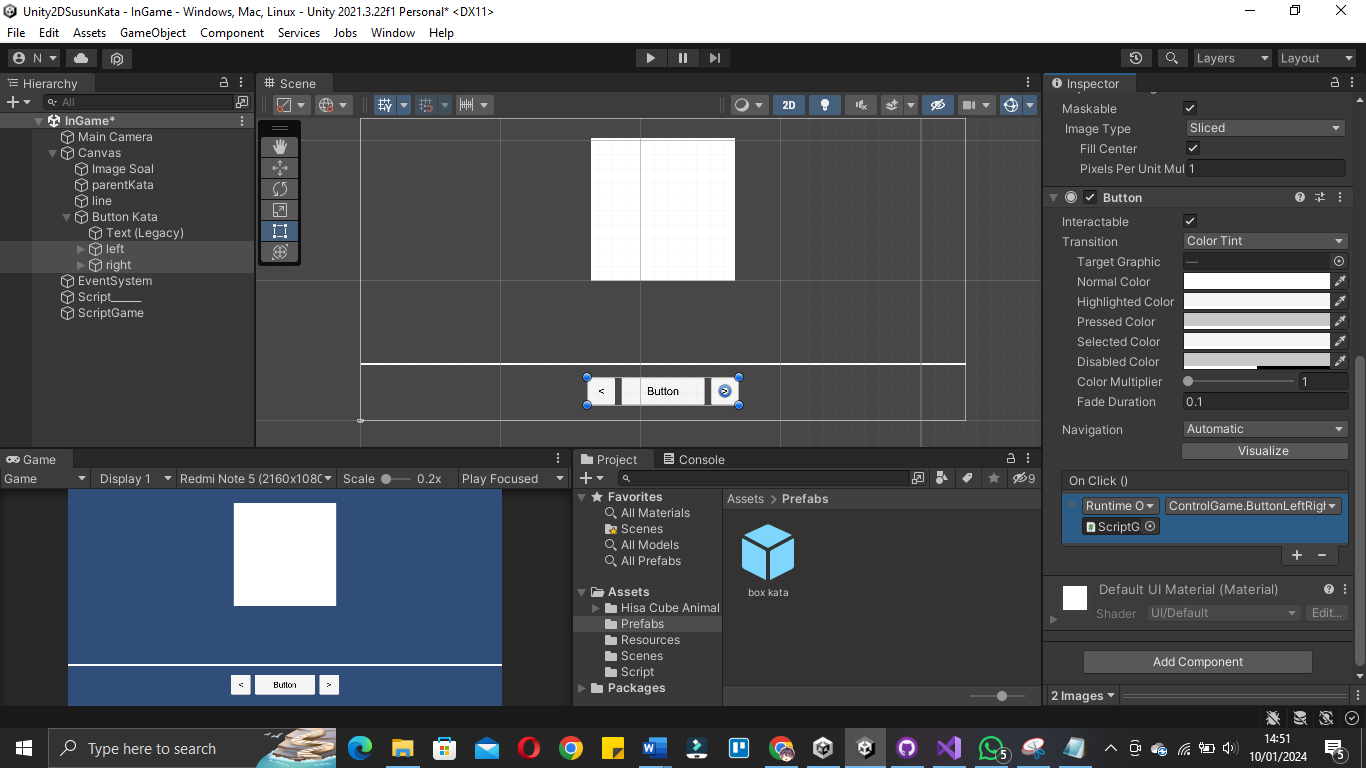 Unity2DSusunKata - InGame - Windows, Mac, Linux - Unity 2021.3.22f1 Personal* <DX11>
File Edit Assets GameObject Component Services Jobs Window Help
N Layers Layout
Hierarchy
All
InGame*
Main Camera
Canvas
Image Soal
parentKata
line
Button Kata
Text (Legacy)
left
right
EventSystem
Script_____
ScriptGame
Scene
2D
< Button >
Inspector
Maskable
Image Type Sliced
Fill Center
Pixels Per Unit Mul 1
Button
Interactable
Transition Color Tint
Target Graphic —
Normal Color
Highlighted Color
Pressed Color
Selected Color
Disabled Color
Color Multiplier 1
Fade Duration 0.1
Navigation Automatic
Visualize
On Click ()
Runtime O ControlGame.ButtonLeftRigh
ScriptG
Default UI Material (Material)
Shader UI/Default Edit...
Add Component
2 Images
Game
Game Display 1 Redmi Note 5 (2160x1080 Scale 0.2x Play Focused
< Button >
Project Console
9
Favorites
All Materials
Scenes
All Models
All Prefabs
Assets
Hisa Cube Animal
Prefabs
Resources
Scenes
Script
Packages
Assets > Prefabs
box kata
Type here to search
5
14:51
10/01/2024
5